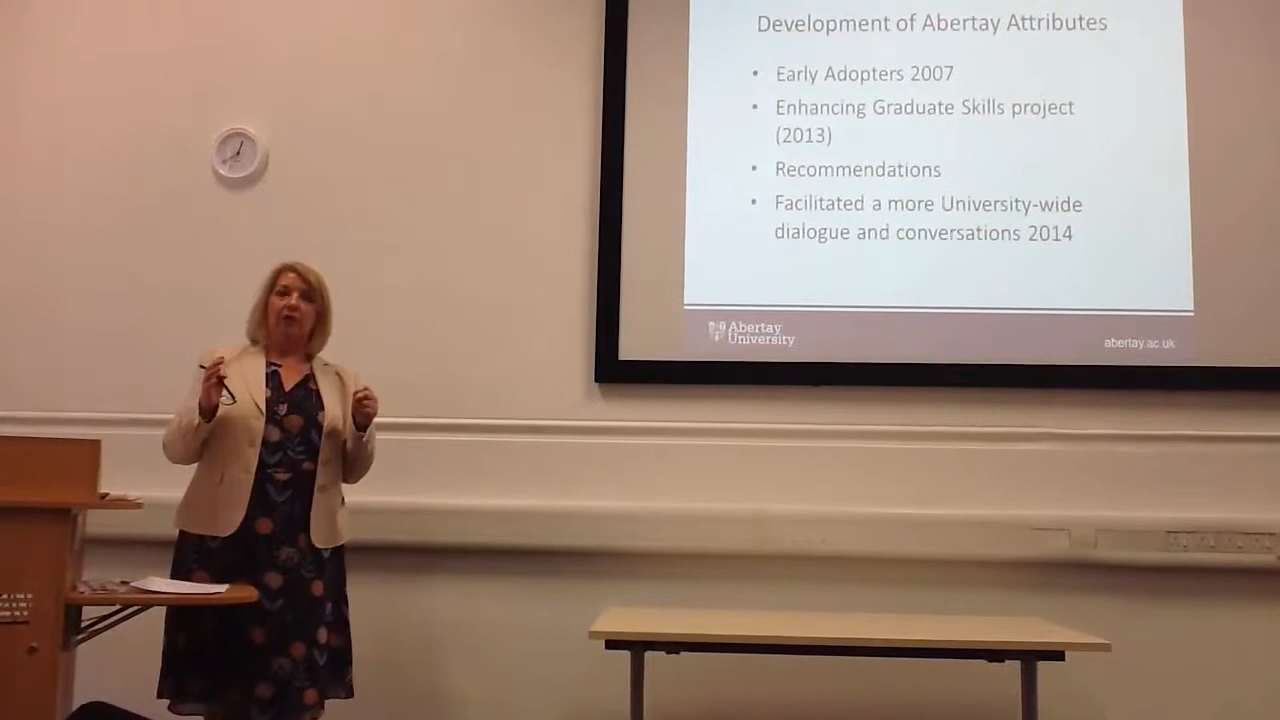 Development of Abertay Attributes
• Early Adopters 2007
• Enhancing Graduate Skills project
(2013)
• Recommendations
• Facilitated a more University-wide
dialogue and conversations 2014
Abertay
University
abertay.ac.uk